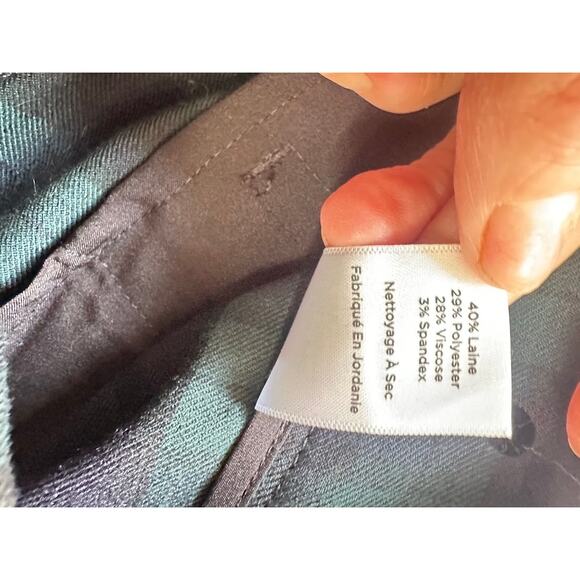 40% Laine
29% Polyester
28% Viscose
3% Spandex
Nettoyage À Sec
Fabriqué En Jordanie